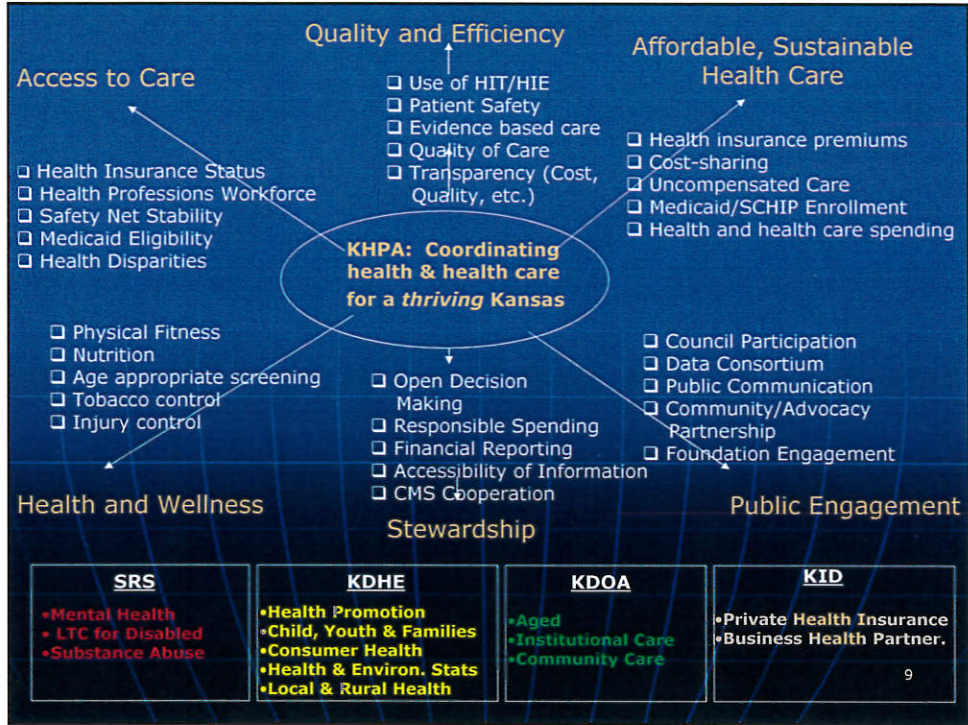 Quality and Efficiency
❑ Use of HIT/HIE
❑ Patient Safety
❑ Evidence based care
❑ Quality of Care
❑ Transparency (Cost,
Quality, etc.)
Access to Care
❑ Health Insurance Status
❑ Health Professions Workforce
❑ Safety Net Stability
❑ Medicaid Eligibility
❑ Health Disparities
Affordable, Sustainable
Health Care
❑ Health insurance premiums
❑ Cost-sharing
❑ Uncompensated Care
❑ Medicaid/SCHIP Enrollment
❑ Health and health care spending
KHPA: Coordinating
health & health care
for a thriving Kansas
❑ Physical Fitness
❑ Nutrition
❑ Age appropriate screening
❑ Tobacco control
❑ Injury control
Health and Wellness
❑ Open Decision
Making
❑ Responsible Spending
❑ Financial Reporting
❑ Accessibility of Information
❑ CMS Cooperation
Stewardship
❑ Council Participation
❑ Data Consortium
❑ Public Communication
❑ Community/Advocacy
Partnership
❑ Foundation Engagement
Public Engagement
SRS
•Mental Health
• LTC for Disabled
•Substance Abuse
KDHE
•Health Promotion
•Child, Youth & Families
•Consumer Health
•Health & Environ. Stats
•Local & Rural Health
KDOA
•Aged
•Institutional Care
•Community Care
KID
•Private Health Insurance
•Business Health Partner.
9